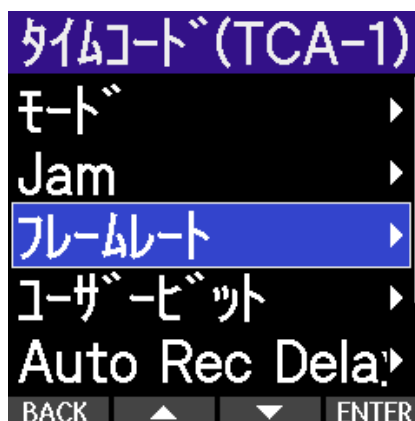 ﾀｲﾑｺｰﾄﾞ(TCA-1)
ﾓｰﾄﾞ
Jam
ﾌﾚｰﾑﾚｰﾄ
ﾕｰｻﾞｰﾋﾞｯﾄ
Auto Rec Dela
BACK ENTER